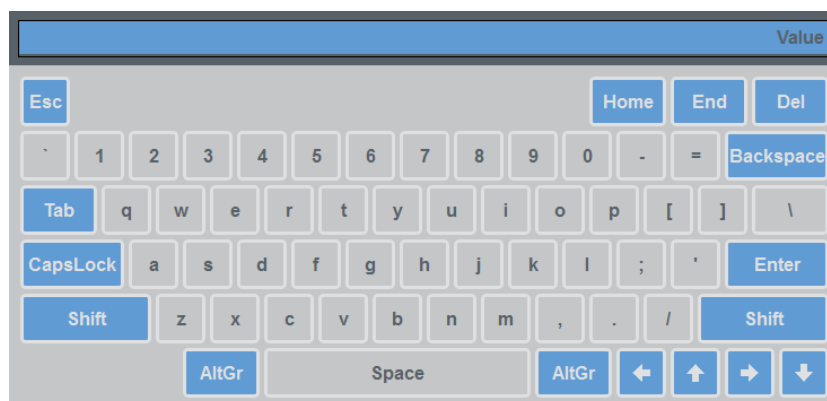 Value
Esc Home End Del
` 1 2 3 4 5 6 7 8 9 0 - = Backspace
Tab q w e r t y u i o p [ ] \
CapsLock a s d f g h j k l ; ' Enter
Shift z x c v b n m , . / Shift
AltGr Space AltGr